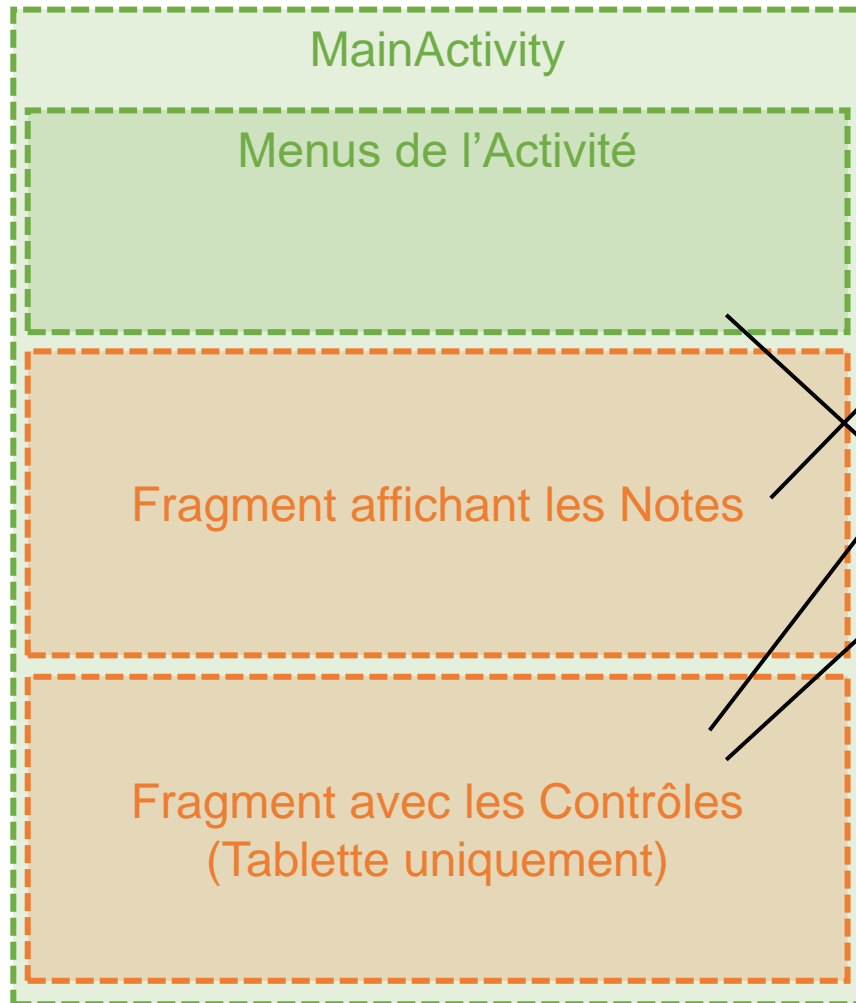 MainActivity
Menus de l’Activité
Fragment affichant les Notes
Fragment avec les Contrôles
(Tablette uniquement)